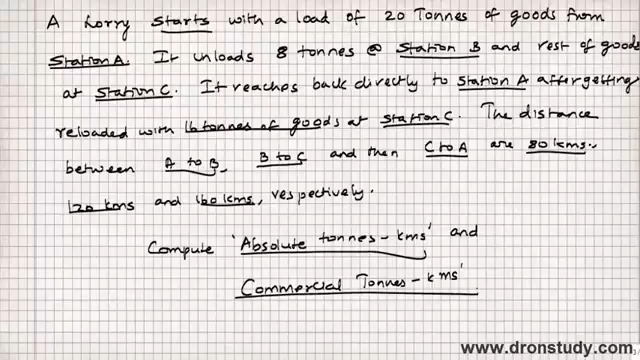 A Lorry Starts with a load of 20 Tonnes of goods from
Station A. It Unloads 8 tonnes @ Station B and rest of goods
at Station C. It reaches back directly to Station A after getting
reloaded with 16 tonnes of goods at Station C. The distance
between A to B, B to C and then C to A are 80 kms,
120 kms and 160 kms, respectively.
Compute 'Absolute tonnes-kms' and
Commercial Tonnes-kms'
www.dronstudy.com